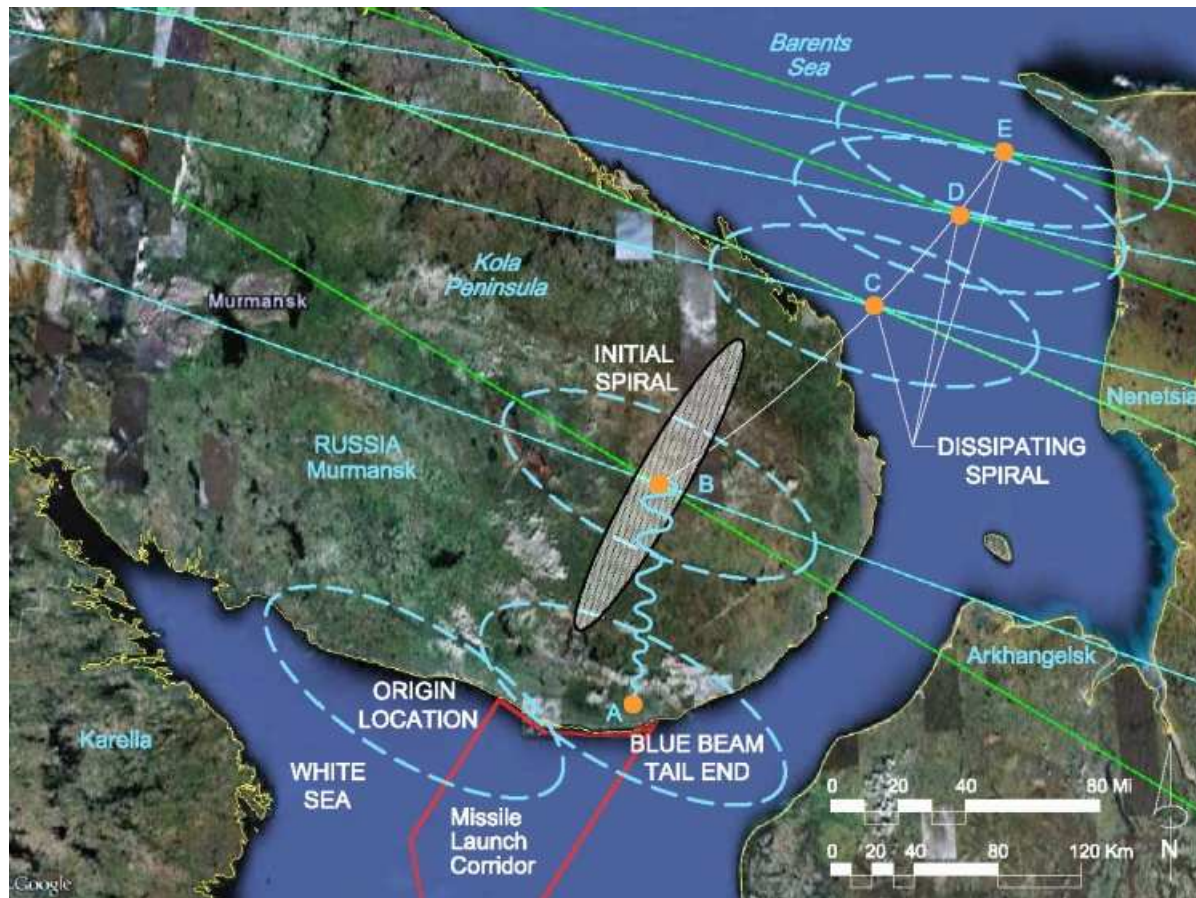 Barents
Sea
E
D
Kola
Peninsula
C
Murmansk
INITIAL
SPIRAL
Nenetsia
RUSSIA
Murmansk
DISSIPATING
SPIRAL
B
Arkhangelsk
ORIGIN
LOCATION
A
Karelia
BLUE BEAM
TAIL END
WHITE
SEA
Missile
Launch
Corridor
0 20 40 80 Mi
0 20 40 80 120 Km
N
Google